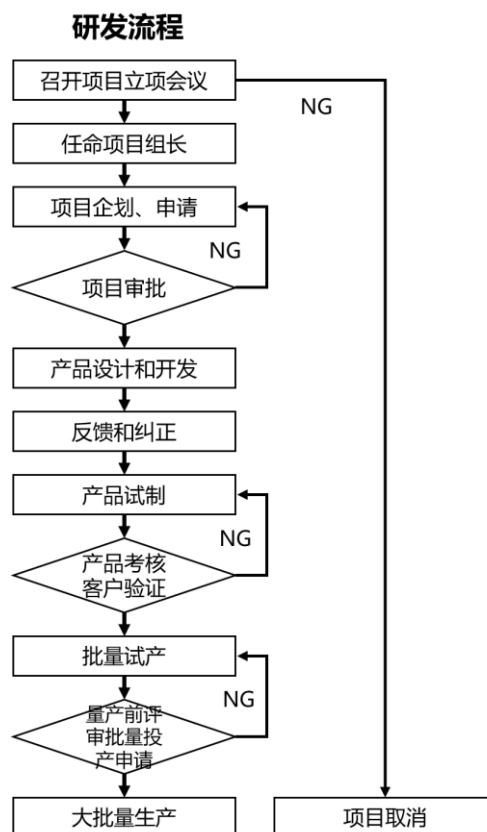 研发流程
召开项目立项会议
NG
任命项目组长
项目企划、申请
NG
项目审批
产品设计和开发
反馈和纠正
产品试制
NG
产品考核
客户验证
批量试产
NG
量产前评
审批量投
产申请
大批量生产
项目取消